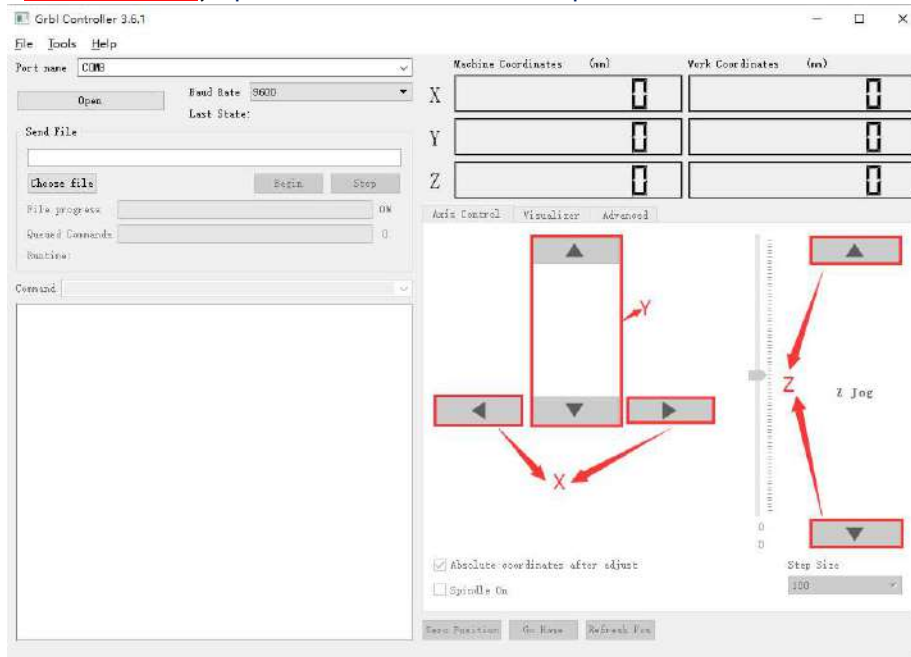 Grbl Controller 3.6.1
File Tools Help
Port name COM8
Open
Baud Rate 9600
Last State:
Send File
Choose file
Begin Stop
File progress 0%
Queued Commands 0
Runtime:
Command
Machine Coordinates (mm) Work Coordinates (mm)
X 0 0
Y 0 0
Z 0 0
Axis Control Visualizer Advanced
Y
Z
Z Jog
X
0
0
Absolute coordinates after adjust
Spindle On
Step Size
100
Zero Position Go Home Refresh Pos